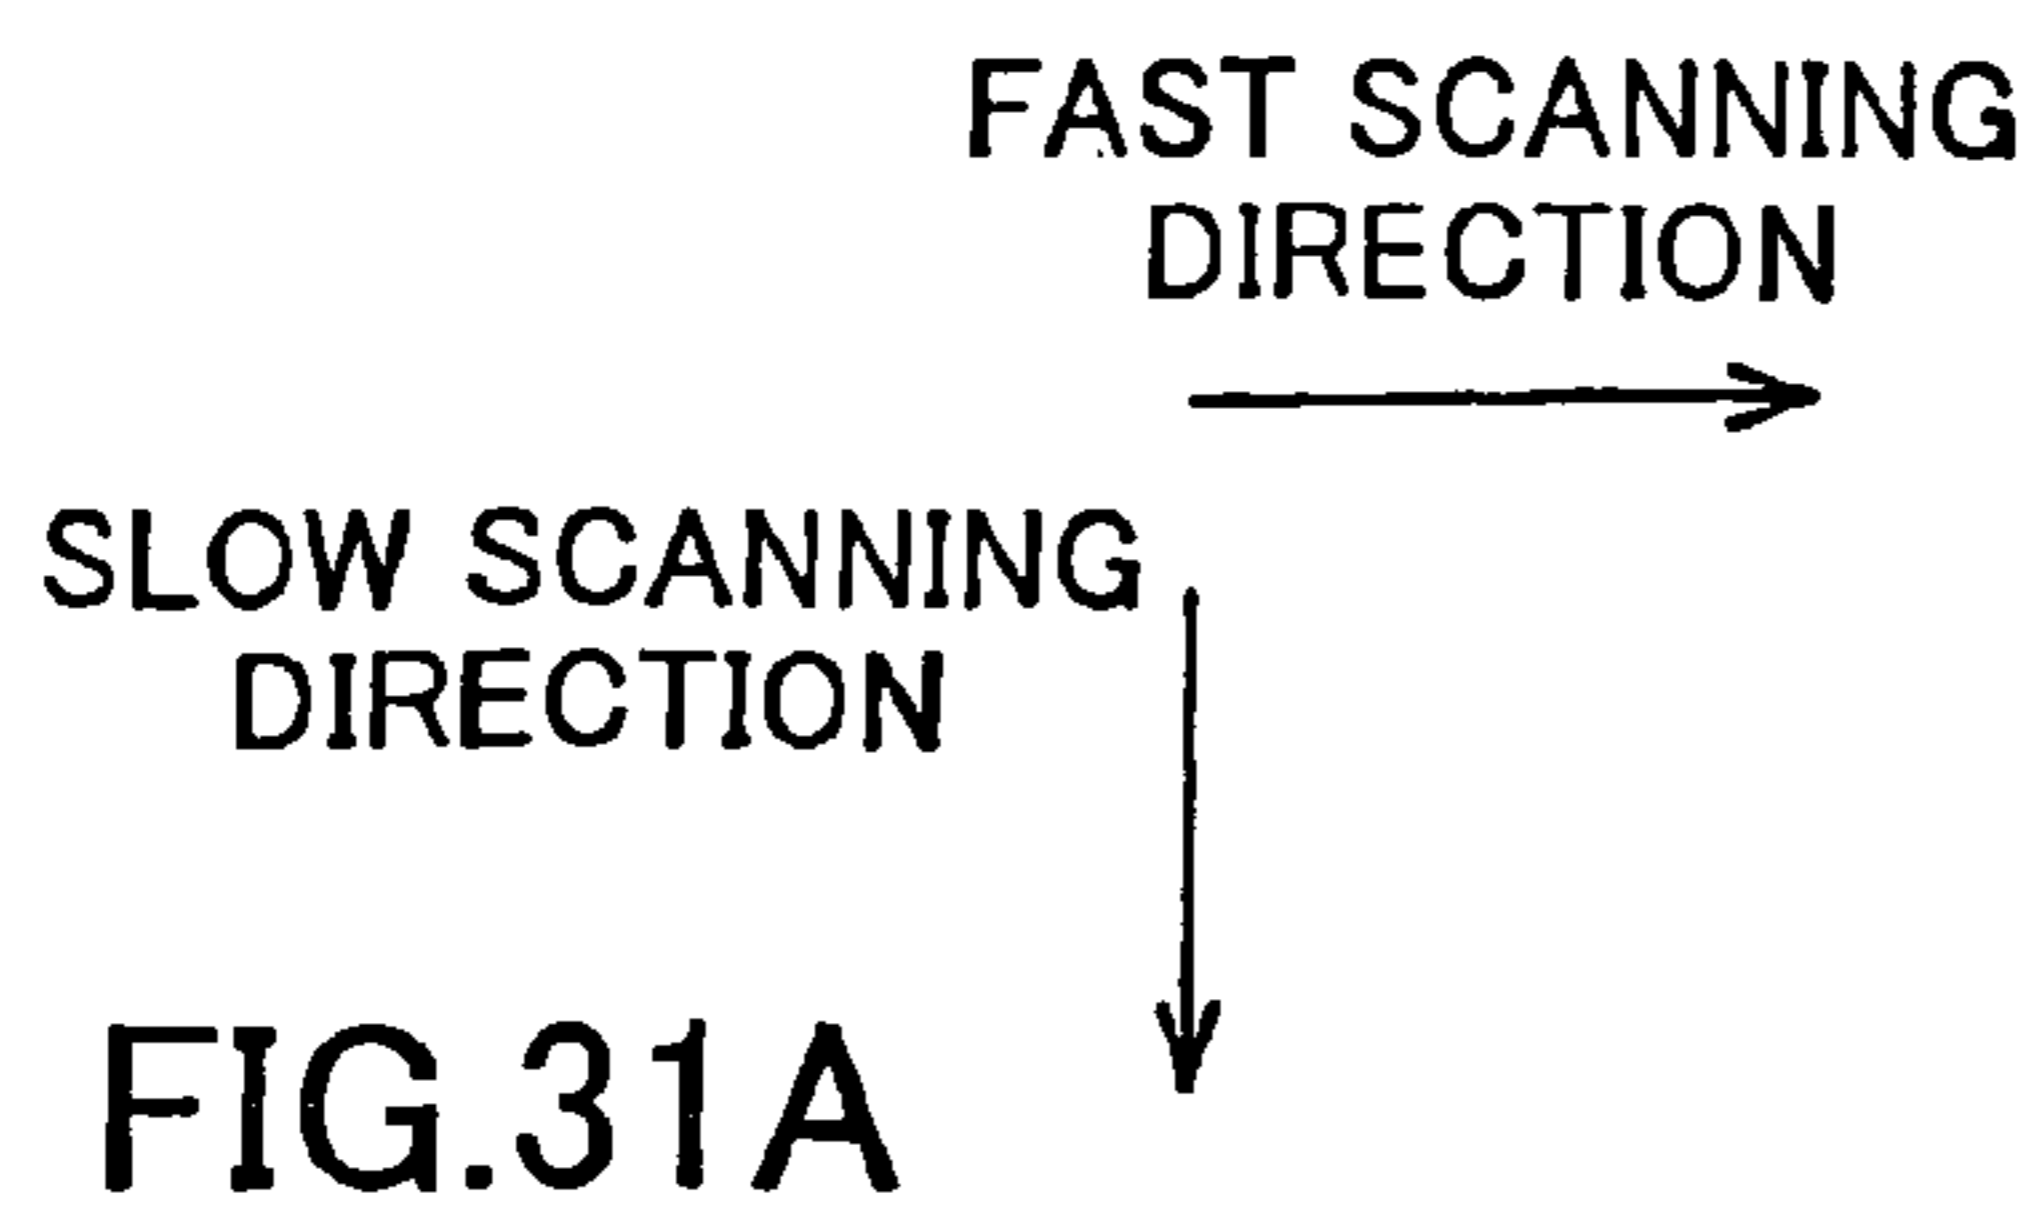 FAST SCANNING
DIRECTION
SLOW SCANNING
DIRECTION
FIG.31A